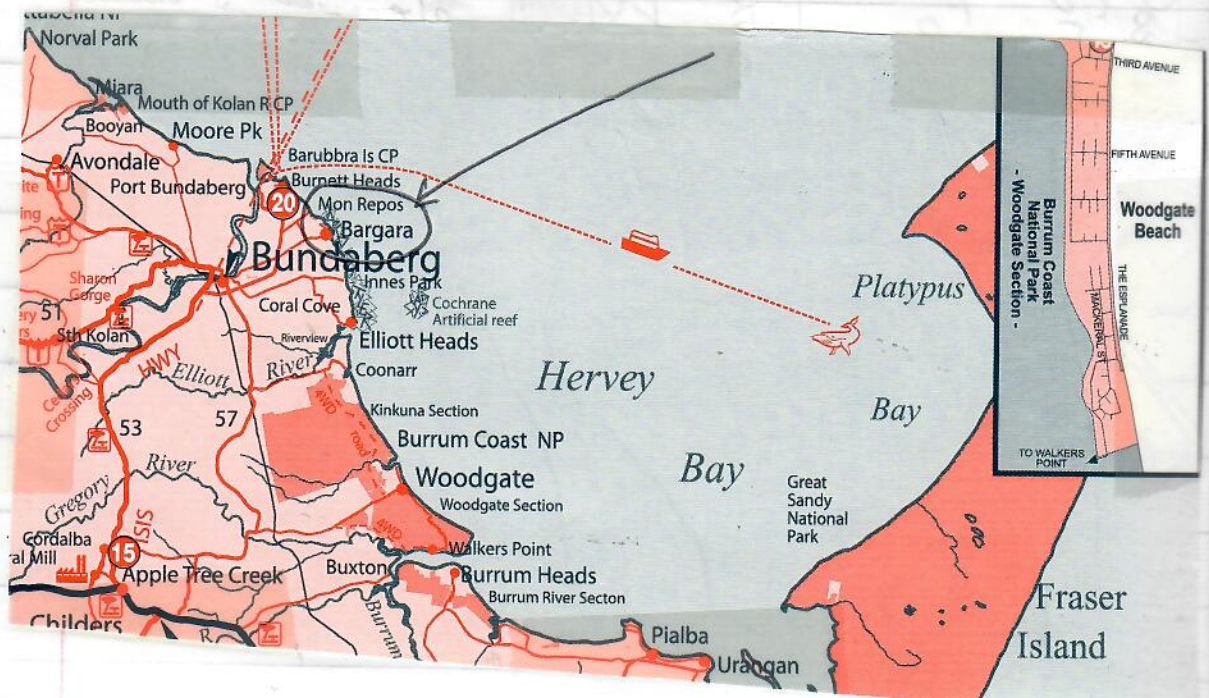 Norval Park
Miara
Mouth of Kolan R CP
Booyan
Moore Pk
Avondale
Port Bundaberg
Barubbra Is CP
Burnett Heads
20
Mon Repos
Bargara
Bundaberg
Innes Park
Sharon
Gorge
Coral Cove
Cochrane
Artificial reef
51
Sth Kolan
Riverview
Elliott Heads
HWY
Elliott River
Coonarr
Crossing
53
57
4WD
road
Kinkuna Section
Burrum Coast NP
Gregory River
Woodgate
Woodgate Section
4WD
ISIS
Cordalba
ral Mill
15
Apple Tree Creek
Walkers Point
Buxton
Burrum Heads
Burrum River Secton
Childers
R
Burrum
Pialba
Urangan
Hervey
Bay
Platypus
Bay
Great
Sandy
National
Park
Fraser
Island
THIRD AVENUE
FIFTH AVENUE
Woodgate
Beach
THE ESPLANADE
MACKERAL ST
Burrum Coast
National Park
- Woodgate Section -
TO WALKERS
POINT